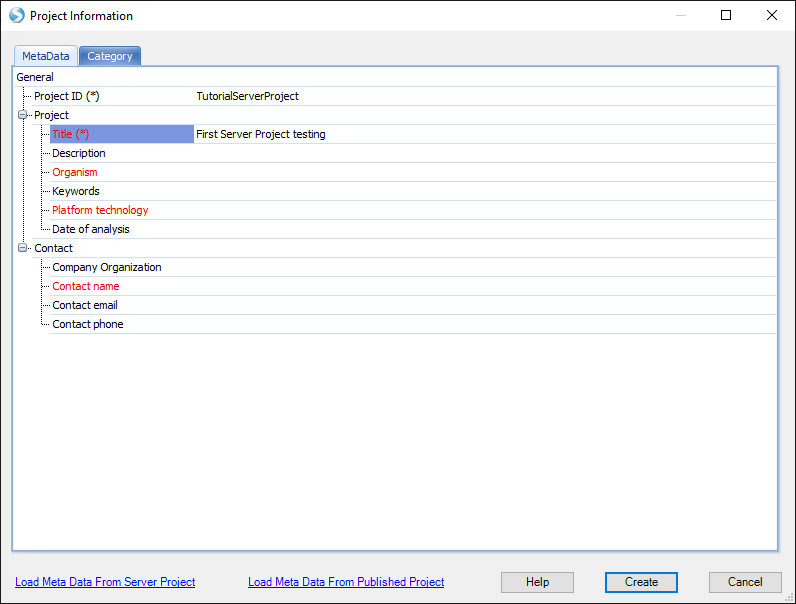 Project Information
MetaData Category
General
Project ID (*) TutorialServerProject
Project
Title (*) First Server Project testing
Description
Organism
Keywords
Platform technology
Date of analysis
Contact
Company Organization
Contact name
Contact email
Contact phone
Load Meta Data From Server Project Load Meta Data From Published Project Help Create Cancel